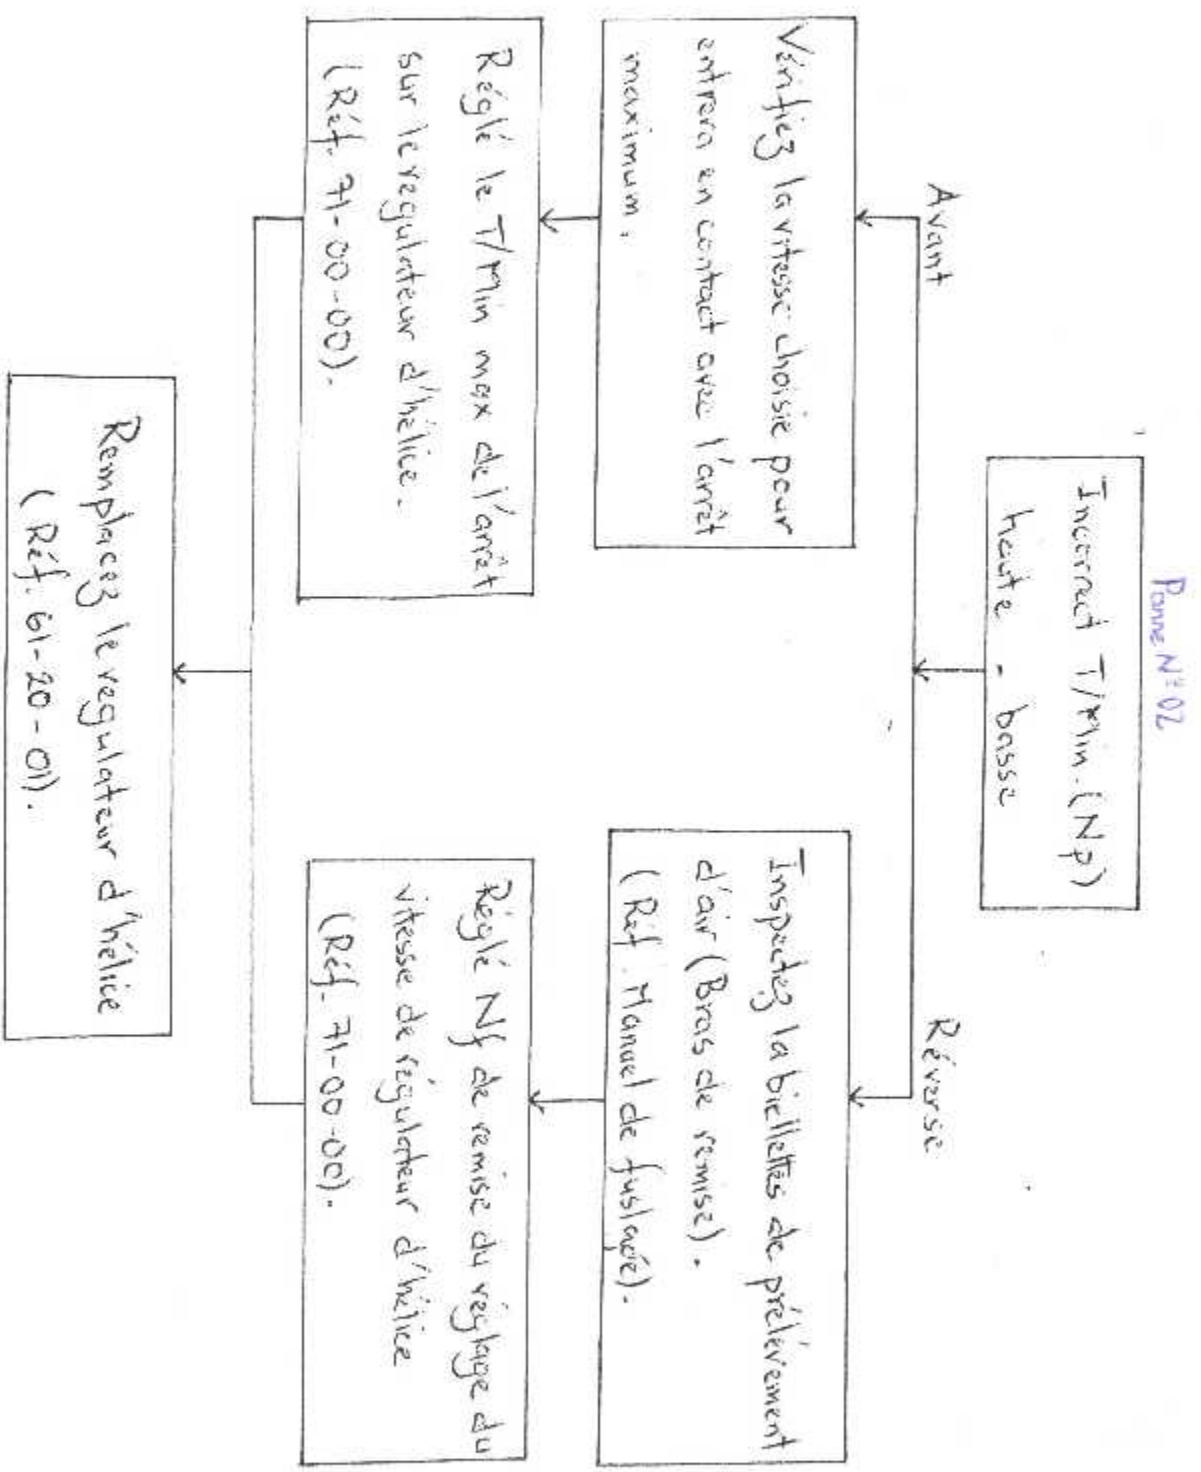 Panne N° 02
Incorrect T/Min. (Np)
haute - basse
Avant
Réverse
Vérifiez la vitesse choisie pour
entrera en contact avec l'arrêt
maximum.
Inspectez la biellettes de prélèvement
d'air (Bras de remise).
(Réf. Manuel de fuslagie).
Réglé le T/Min max de l'arrêt
sur le regulateur d'hélice.
(Réf. 71-00-00).
Réglé Nf de remise du réglage du
vitesse de régulateur d'hélice
(Réf. 71-00-00).
Remplacez le regulateur d'hélice
(Réf. 61-20-01).